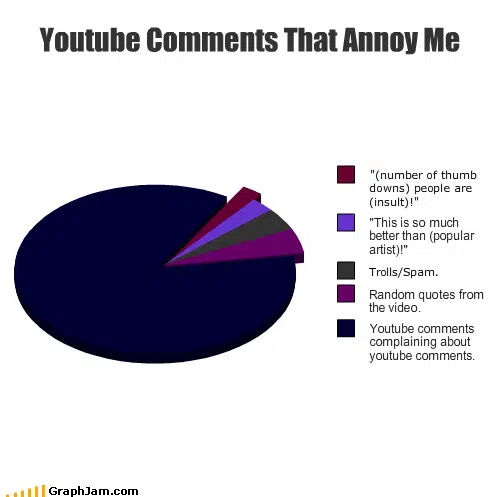 Youtube Comments That Annoy Me
"(number of thumb
downs) people are
(insult)!"
"This is so much
better than (popular
artist)!"
Trolls/Spam.
Random quotes from
the video.
Youtube comments
complaining about
youtube comments.
GraphJam.com